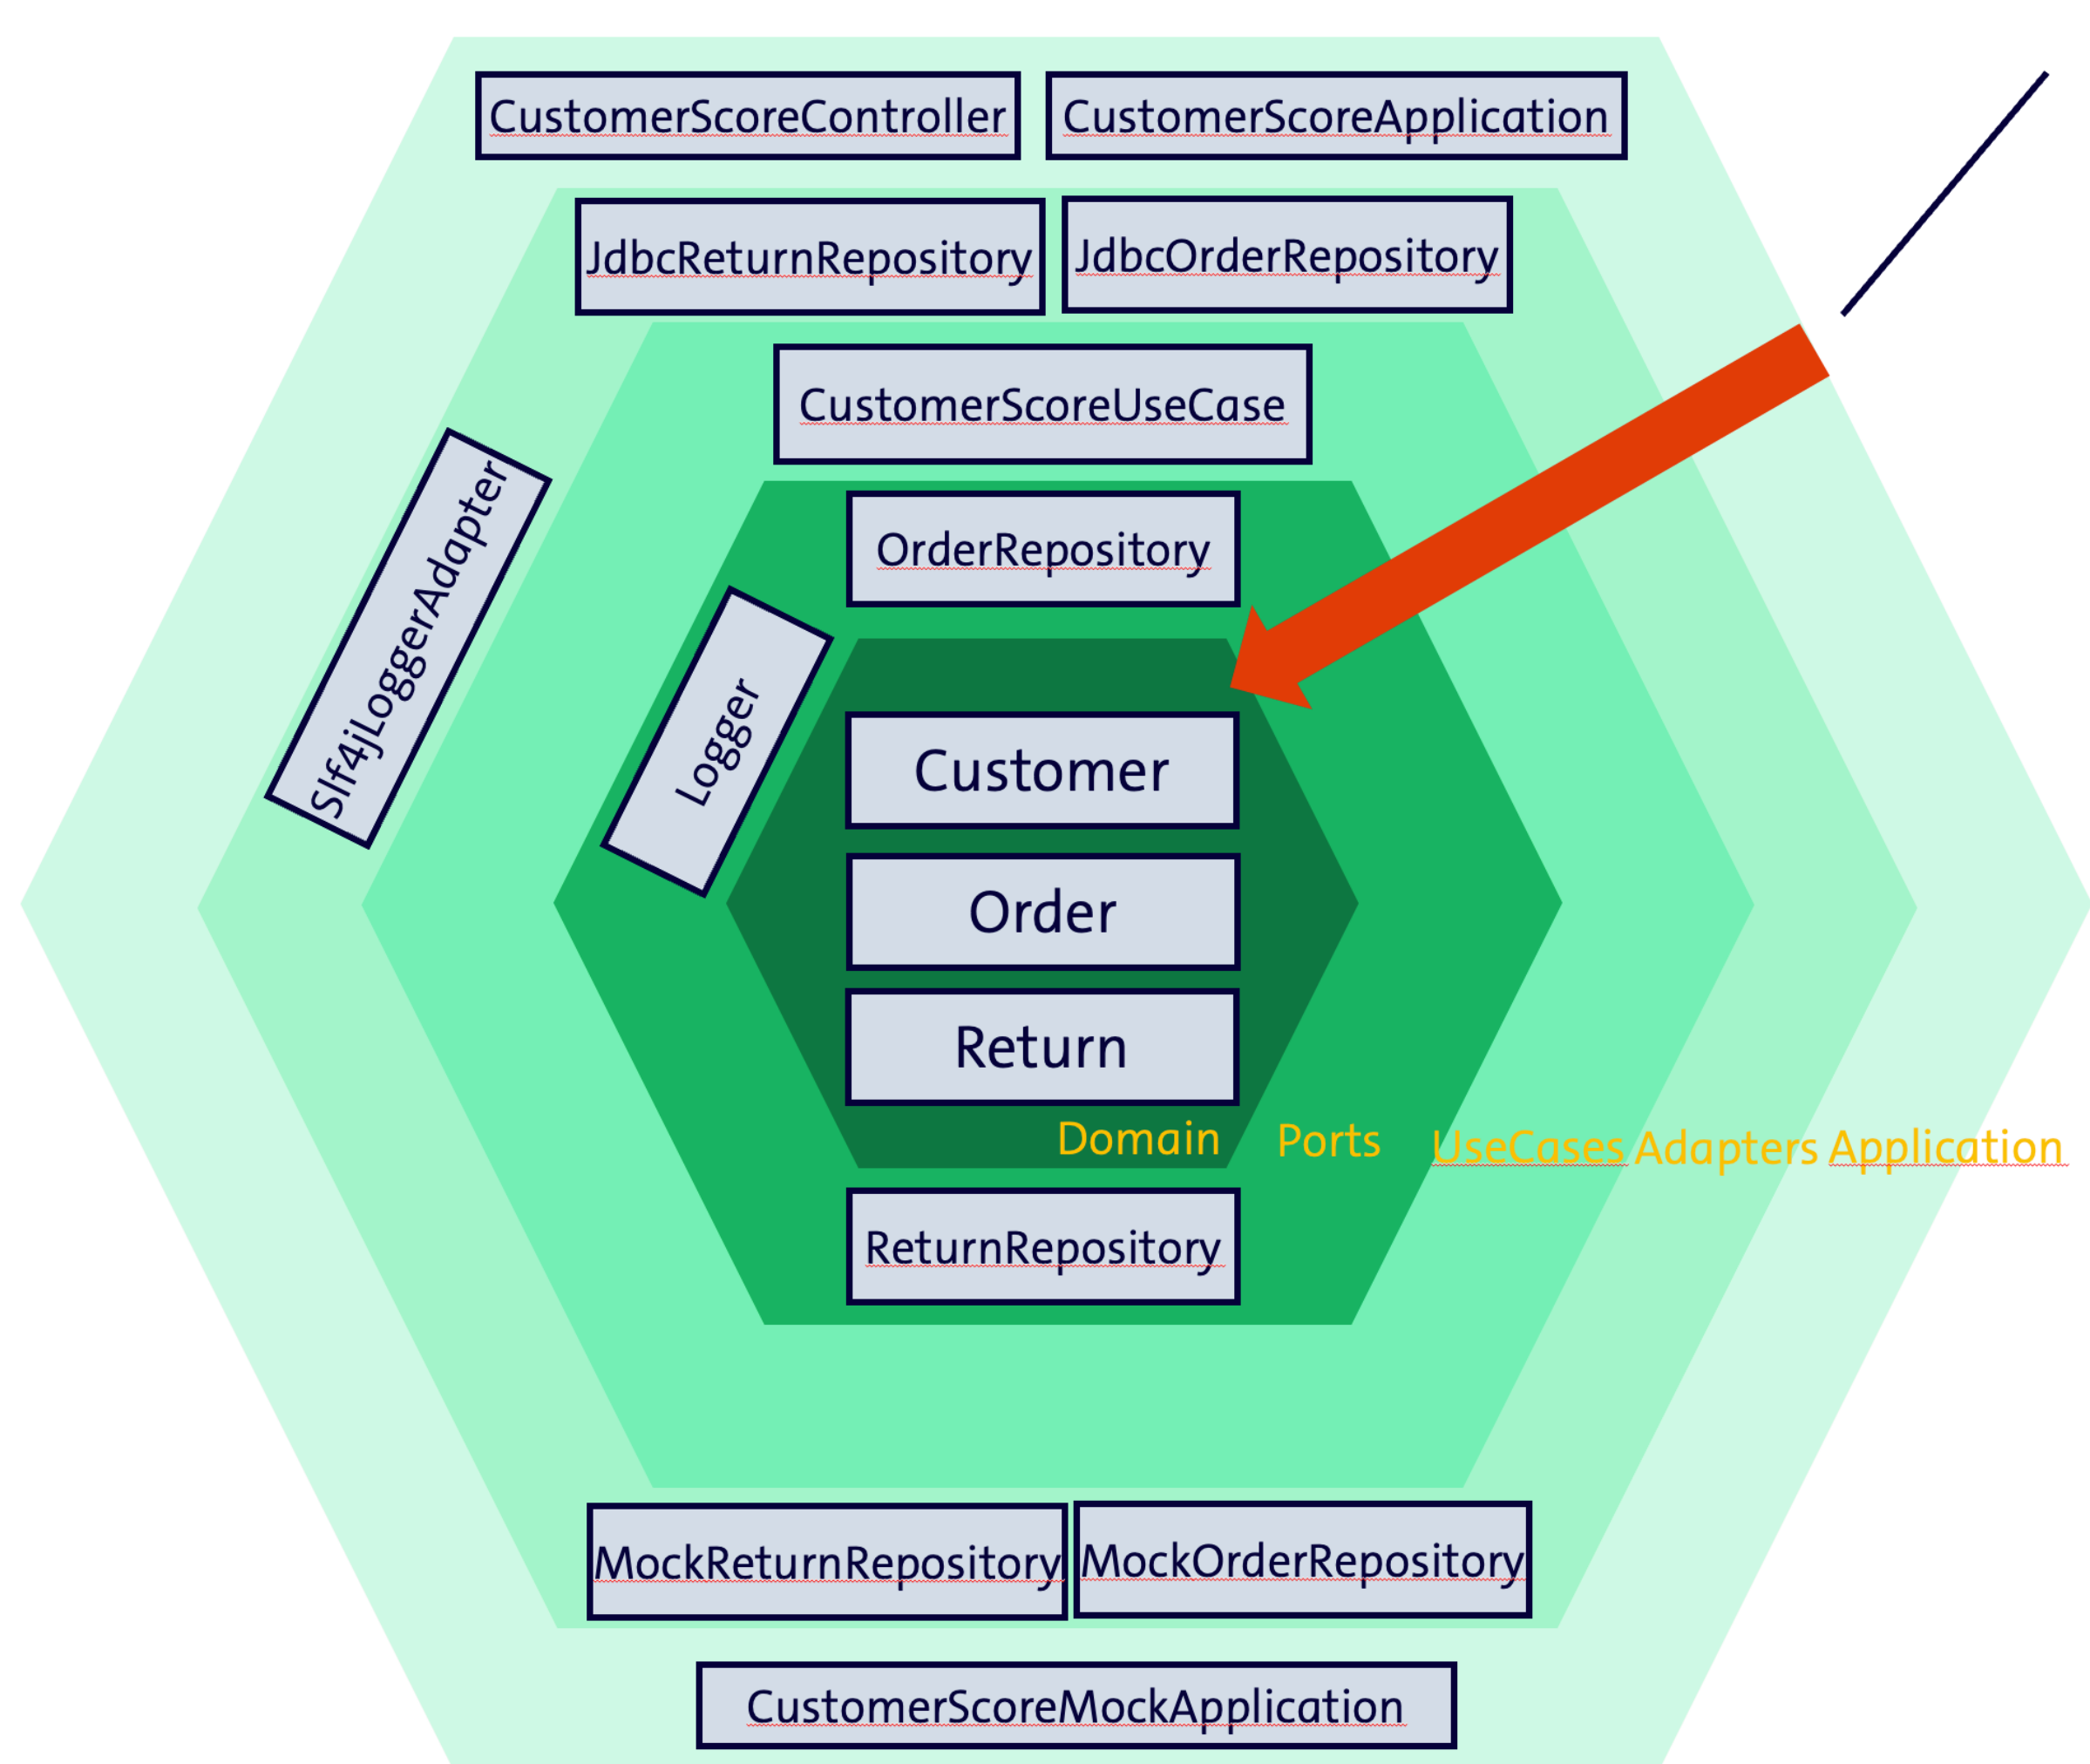 CustomerScoreController
CustomerScoreApplication
JdbcReturnRepository
JdbcOrderRepository
CustomerScoreUseCase
Slf4jLoggerAdapter
OrderRepository
Logger
Customer
Order
Return
Domain
Ports
UseCases
Adapters
Application
ReturnRepository
MockReturnRepository
MockOrderRepository
CustomerScoreMockApplication